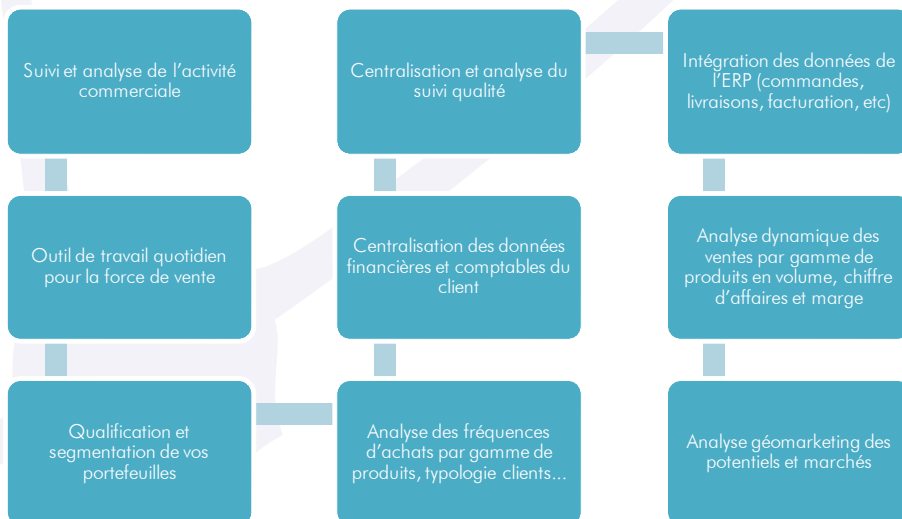 Suivi et analyse de l'activité
commerciale
Outil de travail quotidien
pour la force de vente
Qualification et
segmentation de vos
portefeuilles
Analyse des fréquences
d'achats par gamme de
produits, typologie clients...
Centralisation des données
financières et comptables du
client
Centralisation et analyse du
suivi qualité
Intégration des données de
l'ERP (commandes,
livraisons, facturation, etc)
Analyse dynamique des
ventes par gamme de
produits en volume, chiffre
d'affaires et marge
Analyse géomarketing des
potentiels et marchés